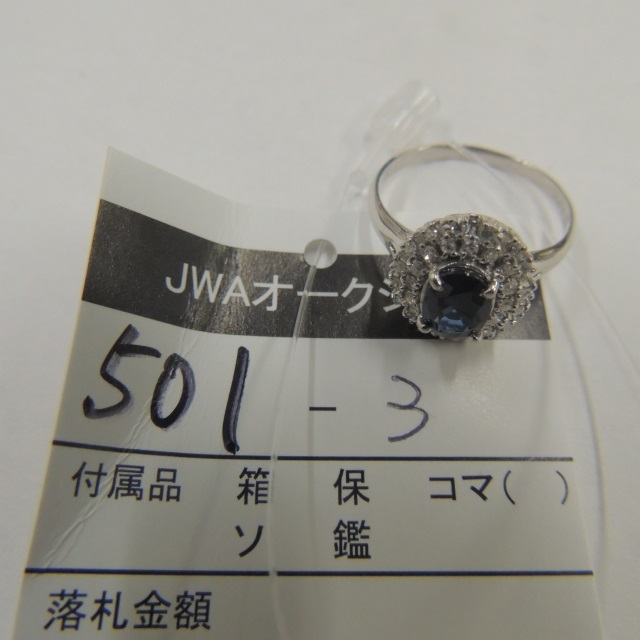 JWAオークシ
501 - 3
付属品 箱 保 コマ( )
ソ 鑑
落札金額